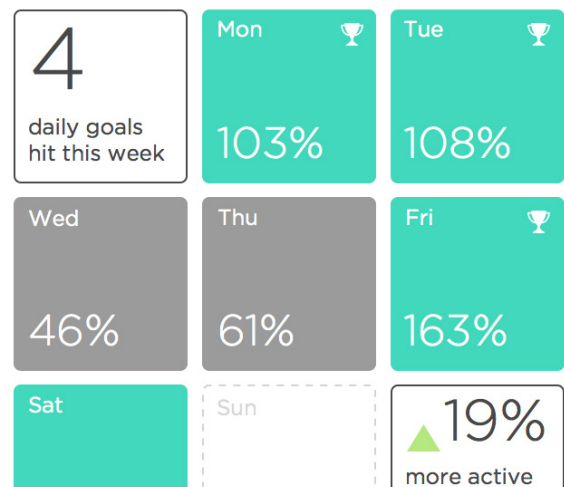 4
daily goals
hit this week
Mon
103%
Tue
108%
Wed
46%
Thu
61%
Fri
163%
Sat
Sun
19%
more active